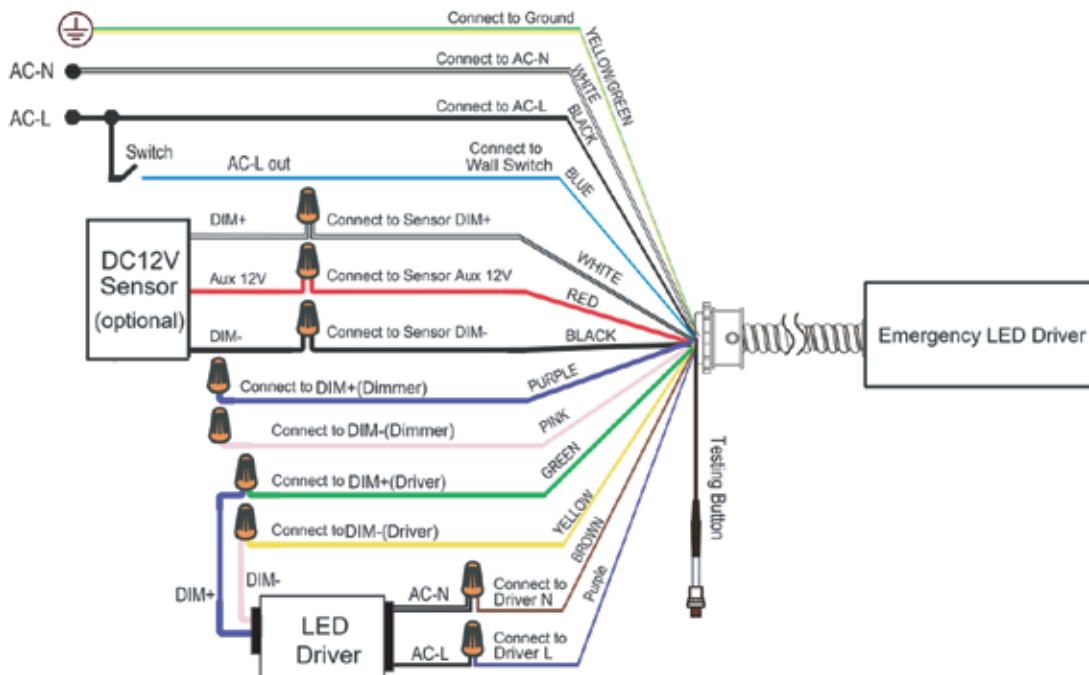 Connect to Ground
YELLOW/GREEN
AC-N
Connect to AC-N
WHITE
AC-L
Connect to AC-L
BLACK
Switch
AC-L out
Connect to
Wall Switch
BLUE
DIM+
Connect to Sensor DIM+
WHITE
DC12V
Sensor
(optional)
Aux 12V
Connect to Sensor Aux 12V
RED
DIM-
Connect to Sensor DIM-
BLACK
Emergency LED Driver
Connect to DIM+(Dimmer)
PURPLE
Connect to DIM-(Dimmer)
PINK
Connect to DIM+(Driver)
GREEN
Connect toDIM-(Driver)
YELLOW
Testing Button
DIM+
DIM-
AC-N
Connect to
Driver N
BROWN
LED
Driver
AC-L
Connect to
Driver L
Purple